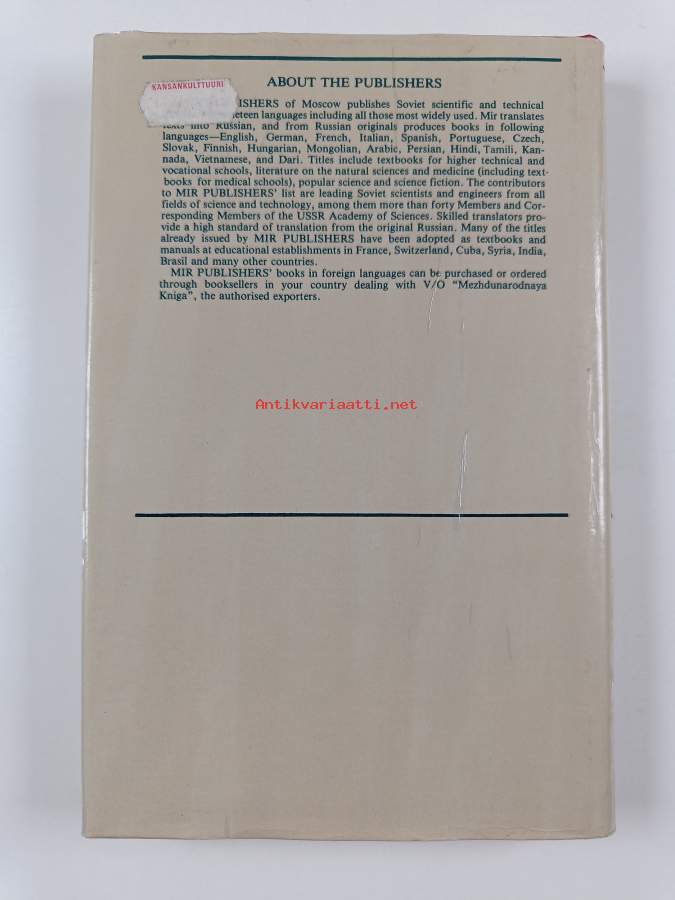 ABOUT THE PUBLISHERS
KANSANKULTTUURI
SHERS of Moscow publishes Soviet scientific and technical
eteen languages including all those most widely used. Mir translates
texts into Russian, and from Russian originals produces books in following
languages—English, German, French, Italian, Spanish, Portuguese, Czech,
Slovak, Finnish, Hungarian, Mongolian, Arabic, Persian, Hindi, Tamili, Kan-
nada, Vietnamese, and Dari. Titles include textbooks for higher technical and
vocational schools, literature on the natural sciences and medicine (including text-
books for medical schools), popular science and science fiction. The contributors
to MIR PUBLISHERS' list are leading Soviet scientists and engineers from all
fields of science and technology, among them more than forty Members and Cor-
responding Members of the USSR Academy of Sciences. Skilled translators pro-
vide a high standard of translation from the original Russian. Many of the titles
already issued by MIR PUBLISHERS have been adopted as textbooks and
manuals at educational establishments in France, Switzerland, Cuba, Syria, India,
Brasil and many other countries.
MIR PUBLISHERS' books in foreign languages can be purchased or ordered
through booksellers in your country dealing with V/O "Mezhdunarodnaya
Kniga", the authorised exporters.
Antikvariaatti.net